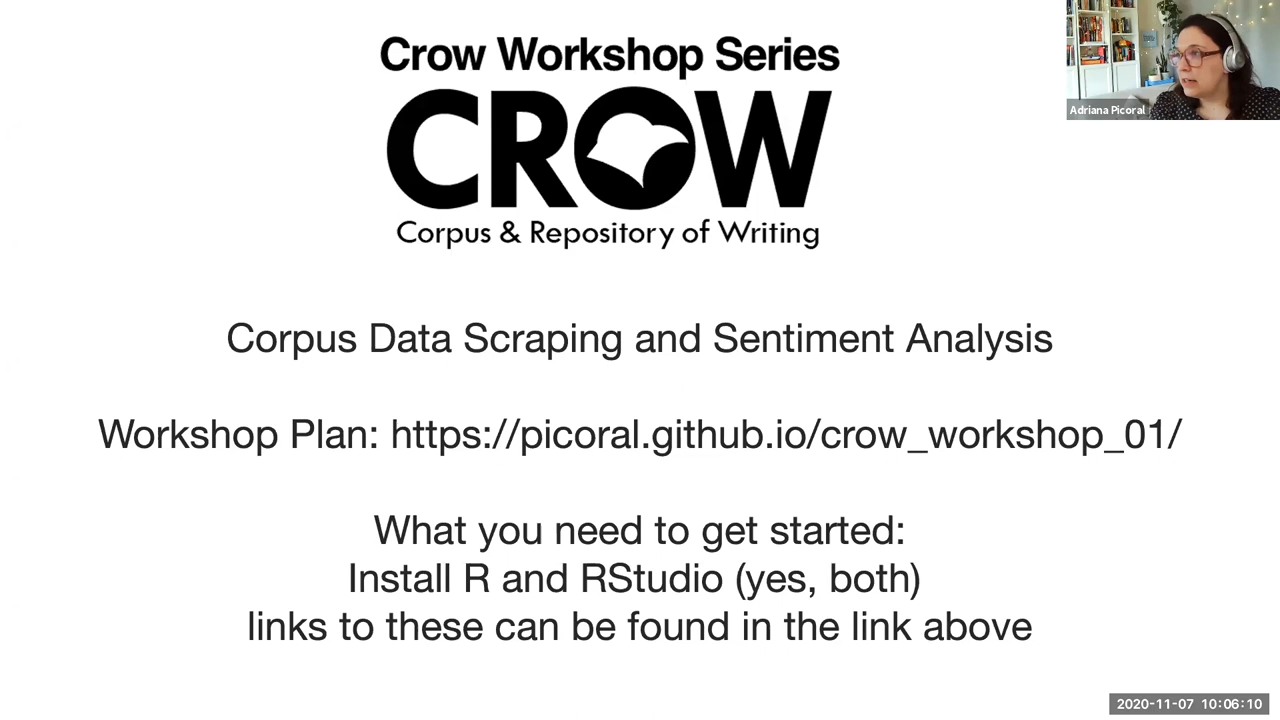 Crow Workshop Series
CROW
Corpus & Repository of Writing
Adriana Picoral
Corpus Data Scraping and Sentiment Analysis
Workshop Plan: https://picoral.github.io/crow_workshop_01/
What you need to get started:
Install R and RStudio (yes, both)
links to these can be found in the link above
2020-11-07 10:06:10